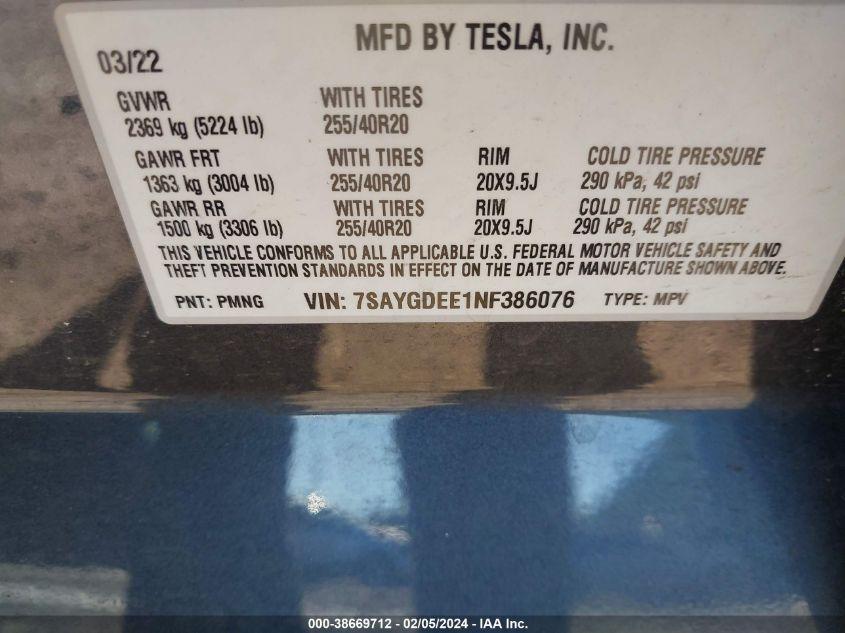 MFD BY TESLA, INC.
03/22
GVWR WITH TIRES
2369 kg (5224 lb) 255/40R20
GAWR FRT WITH TIRES RIM COLD TIRE PRESSURE
1363 kg (3004 lb) 255/40R20 20X9.5J 290 kPa, 42 psi
GAWR RR WITH TIRES RIM COLD TIRE PRESSURE
1500 kg (3306 lb) 255/40R20 20X9.5J 290 kPa, 42 psi
THIS VEHICLE CONFORMS TO ALL APPLICABLE U.S. FEDERAL MOTOR VEHICLE SAFETY AND
THEFT PREVENTION STANDARDS IN EFFECT ON THE DATE OF MANUFACTURE SHOWN ABOVE.
PNT: PMNG VIN: 7SAYGDEE1NF386076 TYPE: MPV
000-38669712 - 02/05/2024 - IAA Inc.